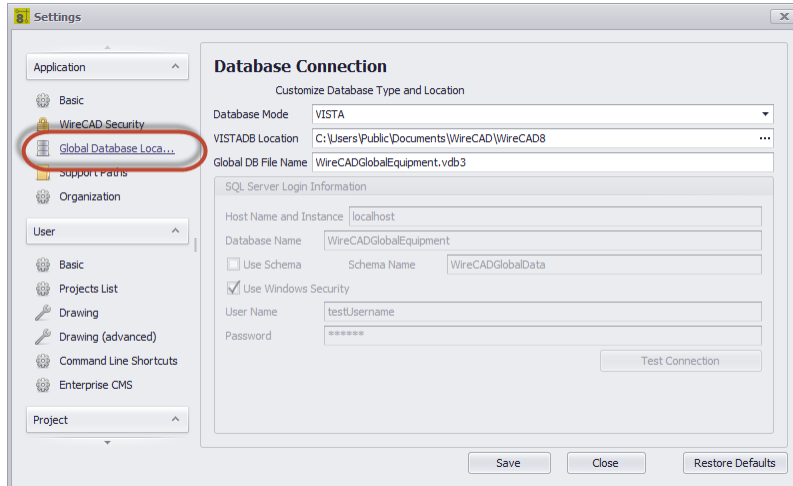 8 Settings
Application
Basic
WireCAD Security
Global Database Loca...
Support Paths
Organization
User
Basic
Projects List
Drawing
Drawing (advanced)
Command Line Shortcuts
Enterprise CMS
Project
Database Connection
Customize Database Type and Location
Database Mode VISTA
VISTADB Location C:\Users\Public\Documents\WireCAD\WireCAD8 ...
Global DB File Name WireCADGlobalEquipment.vdb3
SQL Server Login Information
Host Name and Instance localhost
Database Name WireCADGlobalEquipment
Use Schema Schema Name WireCADGlobalData
Use Windows Security
User Name testUsername
Password ******
Test Connection
Save Close Restore Defaults